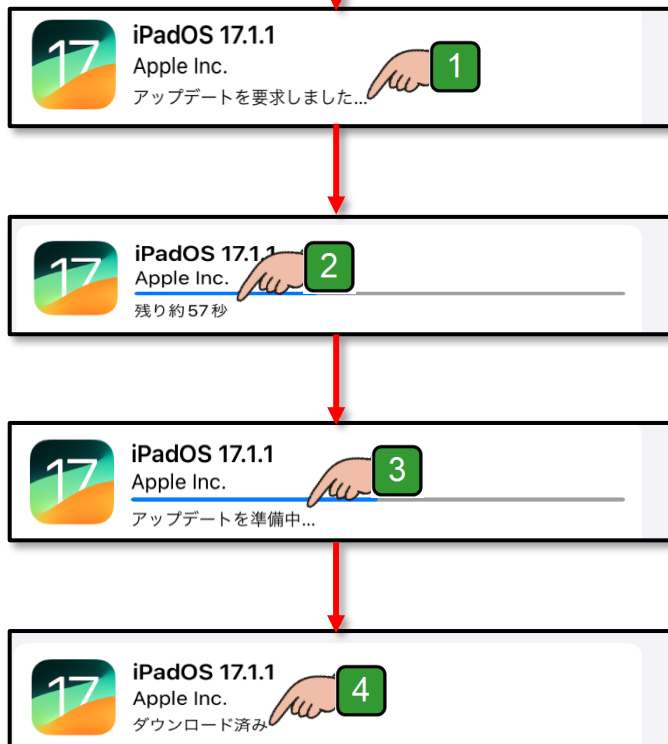 17
iPadOS 17.1.1
Apple Inc.
アップデートを要求しました...
1
17
iPadOS 17.1.1
Apple Inc.
残り約57秒
2
17
iPadOS 17.1.1
Apple Inc.
アップデートを準備中...
3
17
iPadOS 17.1.1
Apple Inc.
ダウンロード済み
4